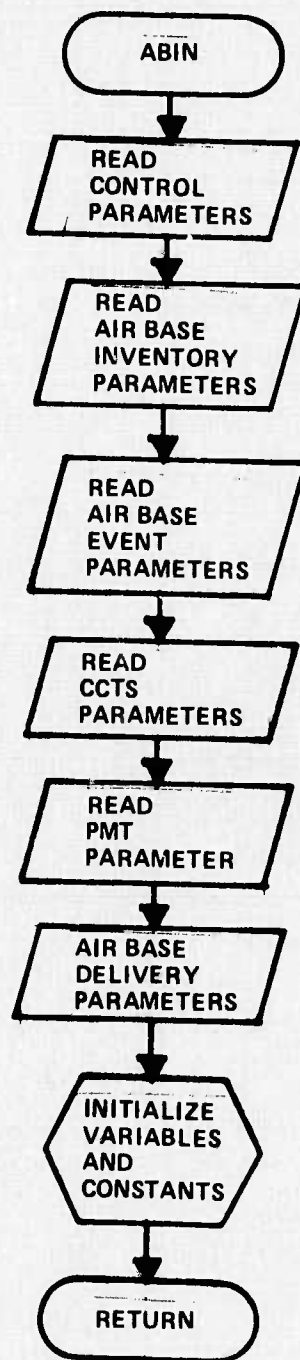 ABIN
READ
CONTROL
PARAMETERS
READ
AIR BASE
INVENTORY
PARAMETERS
READ
AIR BASE
EVENT
PARAMETERS
READ
CCTS
PARAMETERS
READ
PMT
PARAMETER
AIR BASE
DELIVERY
PARAMETERS
INITIALIZE
VARIABLES
AND
CONSTANTS
RETURN